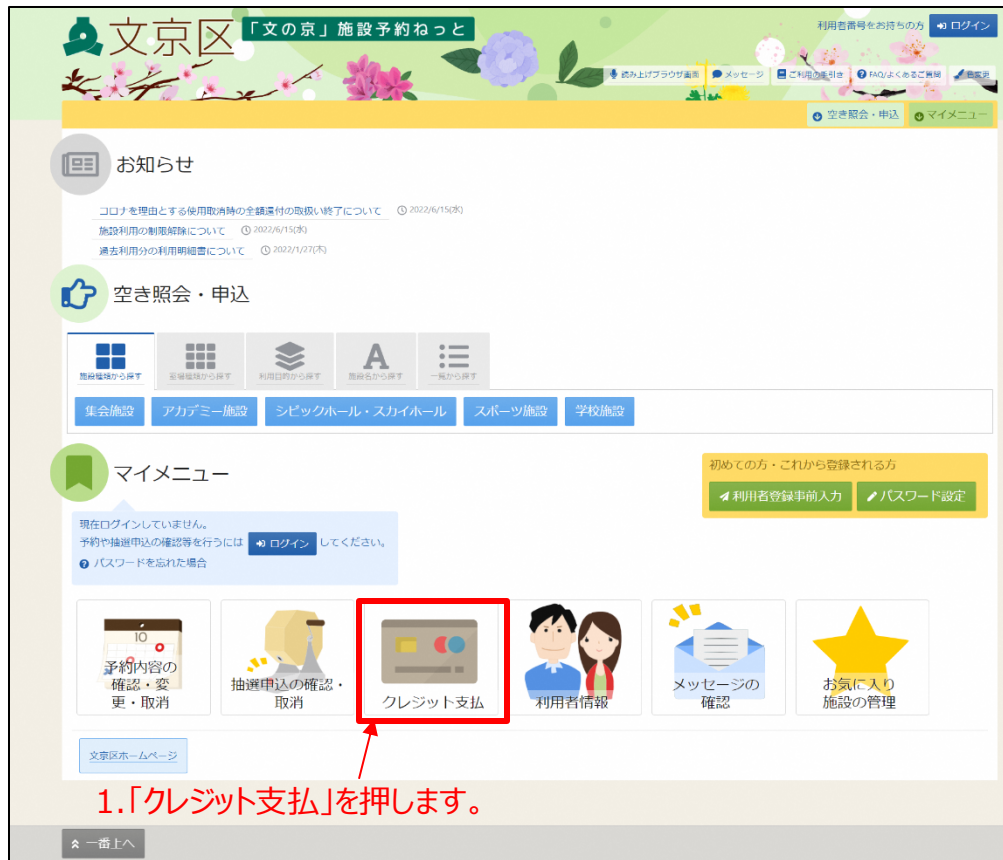 文京区
「文の京」施設予約ねっと
利用者番号をお持ちの方 ログイン
読み上げブラウザ画面 メッセージ ご利用の手引き FAQ/よくあるご質問 色変更
空き照会・申込 マイメニュー
お知らせ
コロナを理由とする使用取消時の全額還付の取扱い終了について 2022/6/15(水)
施設利用の制限解除について 2022/6/15(水)
過去利用分の利用明細書について 2022/1/27(木)
空き照会・申込
施設種類から探す 室場種類から探す 利用目的から探す 施設名から探す 一覧から探す
集会施設 アカデミー施設 シビックホール・スカイホール スポーツ施設 学校施設
マイメニュー
初めての方・これから登録される方
利用者登録事前入力 パスワード設定
現在ログインしていません。
予約や抽選申込の確認等を行うには ログイン してください。
パスワードを忘れた場合
10
予約内容の
確認・変
更・取消
抽選申込の確認・
取消
クレジット支払
利用者情報
メッセージの
確認
お気に入り
施設の管理
文京区ホームページ
1.「クレジット支払」を押します。
一番上へ